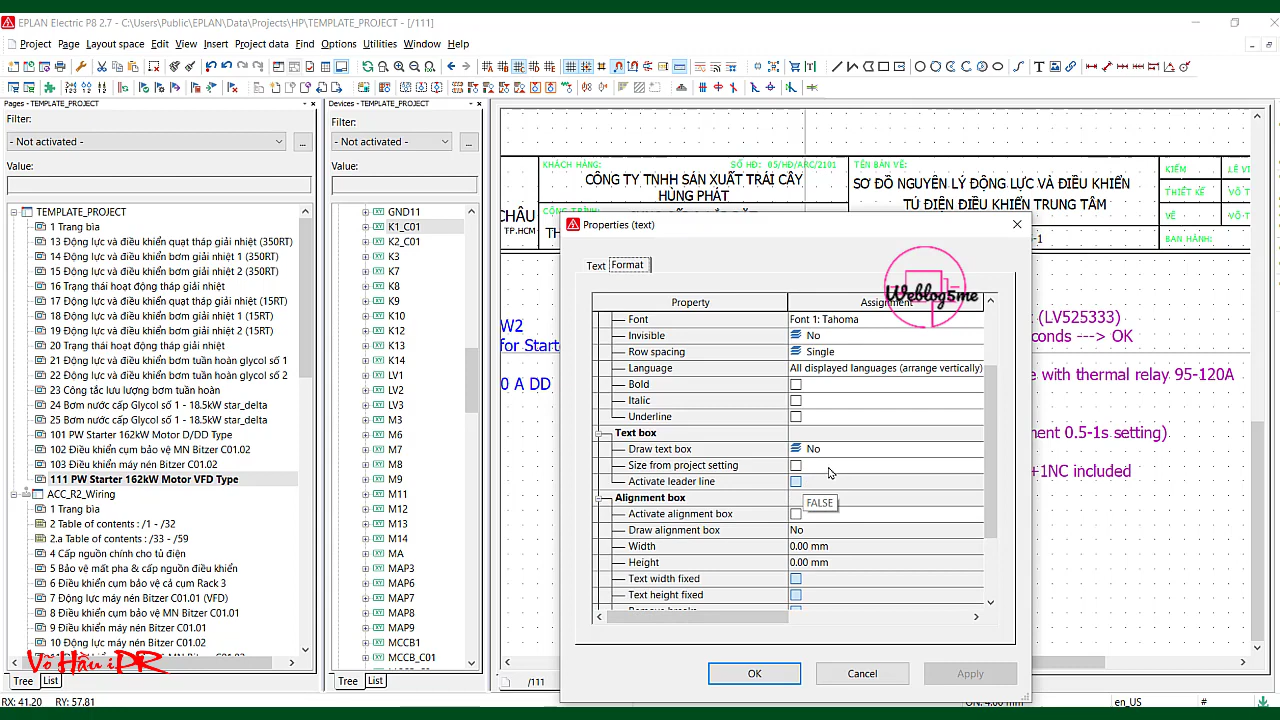 EPLAN Electric P8 2.7 - C:\Users\Public\EPLAN\Data\Projects\HP\TEMPLATE_PROJECT - [/111]
Project Page Layout space Edit View Insert Project data Find Options Utilities Window Help
Pages - TEMPLATE_PROJECT
Filter:
- Not activated -
...
Value:
TEMPLATE_PROJECT
1 Trang bìa
13 Động lực và điều khiển quạt tháp giải nhiệt (350RT)
14 Động lực và điều khiển bơm giải nhiệt 1 (350RT)
15 Động lực và điều khiển bơm giải nhiệt 2 (350RT)
16 Trạng thái hoạt động tháp giải nhiệt
17 Động lực và điều khiển quạt tháp giải nhiệt (15RT)
18 Động lực và điều khiển bơm giải nhiệt 1 (15RT)
19 Động lực và điều khiển bơm giải nhiệt 2 (15RT)
20 Trạng thái hoạt động tháp giải nhiệt
21 Động lực và điều khiển bơm tuần hoàn glycol số 1
22 Động lực và điều khiển bơm tuần hoàn glycol số 2
23 Công tắc lưu lượng bơm tuần hoàn
24 Bơm nước cấp Glycol số 1 - 18.5kW star_delta
25 Bơm nước cấp Glycol số 1 - 18.5kW star_delta
101 PW Starter 162kW Motor D/DD Type
102 Điều khiển cụm bảo vệ MN Bitzer C01.02
103 Điều khiển máy nén Bitzer C01.02
111 PW Starter 162kW Motor VFD Type
ACC_R2_Wiring
1 Trang bìa
2 Table of contents : /1 - /32
2.a Table of contents : /33 - /59
4 Cấp nguồn chính cho tủ điện
5 Bảo vệ mất pha & cấp nguồn điều khiển
6 Điều khiển cụm bảo vệ cả cụm Rack 3
7 Động lực máy nén Bitzer C01.01 (VFD)
8 Điều khiển cụm bảo vệ MN Bitzer C01.01
9 Điều khiển máy nén Bitzer C01.01
10 Động lực máy nén Bitzer C01.02
Võ Hầu iPR
Tree List
Devices - TEMPLATE_PROJECT
Filter:
- Not activated -
...
Value:
GND11
K1_C01
K2_C01
K3
K7
K8
K9
K10
K12
K13
K14
LV1
LV2
LV3
M3
M6
M7
M8
M9
M11
M12
M13
M14
MA
MAP3
MAP6
MAP7
MAP8
MAP9
MCCB1
MCCB_C01
Tree List
KHÁCH HÀNG:
SỐ HĐ: 05/HĐ/ARC/2101
CÔNG TY TNHH SẢN XUẤT TRÁI CÂY
HÙNG PHÁT
CHÂU
TP.HCM
TÊN BẢN VẼ:
SƠ ĐỒ NGUYÊN LÝ ĐỘNG LỰC VÀ ĐIỀU KHIỂN
TỦ ĐIỆN ĐIỀU KHIỂN TRUNG TÂM
KIỂM
THIẾT KẾ
VẼ
BAN HÀNH:
W2
for Starte
0 A DD
(LV525333)
conds ---> OK
e with thermal relay 95-120A
ment 0.5-1s setting)
+1NC included
Properties (text)
Text Format
Weblog5me
Property Assignment
Font Font 1: Tahoma
Invisible No
Row spacing Single
Language All displayed languages (arrange vertically)
Bold
Italic
Underline
Text box
Draw text box No
Size from project setting
Activate leader line
FALSE
Alignment box
Activate alignment box
Draw alignment box No
Width 0.00 mm
Height 0.00 mm
Text width fixed
Text height fixed
OK Cancel Apply
/111
RX: 41.20 RY: 57.81
en_US
#